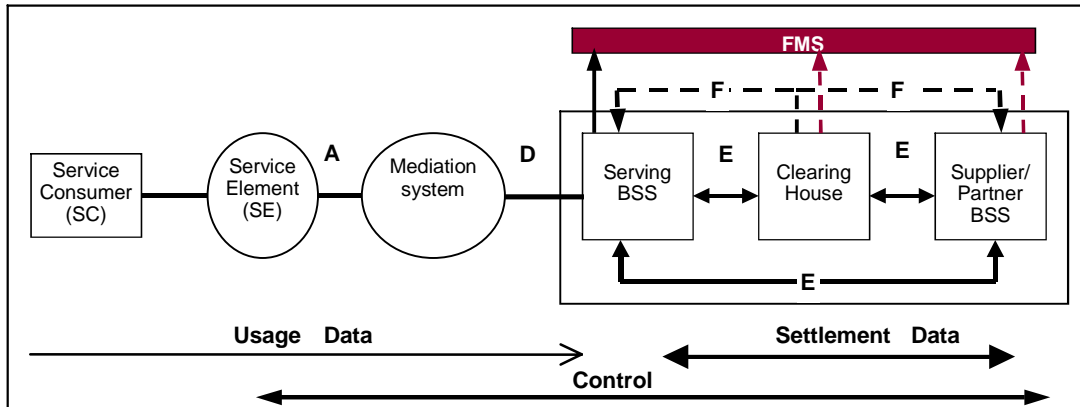 FMS
F F
A
D
E
E
Service
Consumer
(SC)
Service
Element
(SE)
Mediation
system
Serving
BSS
Clearing
House
Supplier/
Partner
BSS
E
Usage Data
Settlement Data
Control